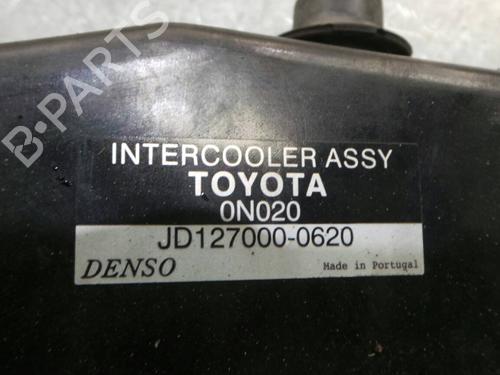 B-PARTS
INTERCOOLER ASSY
TOYOTA
0N020
JD127000-0620
DENSO Made in Portugal